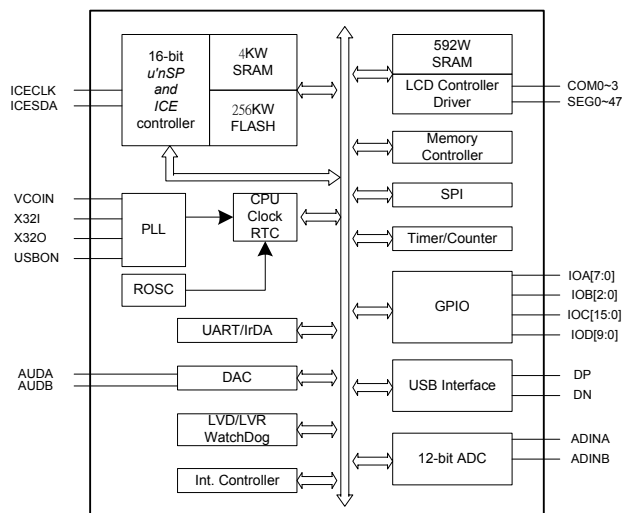 16-bit
u'nSP
and
ICE
controller
4KW
SRAM
256KW
FLASH
592W
SRAM
LCD Controller
Driver
ICECLK
ICESDA
COM0~3
SEG0~47
Memory
Controller
SPI
Timer/Counter
VCOIN
X32I
X32O
USBON
PLL
CPU
Clock
RTC
ROSC
GPIO
IOA[7:0]
IOB[2:0]
IOC[15:0]
IOD[9:0]
UART/IrDA
AUDA
AUDB
DAC
USB Interface
DP
DN
LVD/LVR
WatchDog
12-bit ADC
ADINA
ADINB
Int. Controller